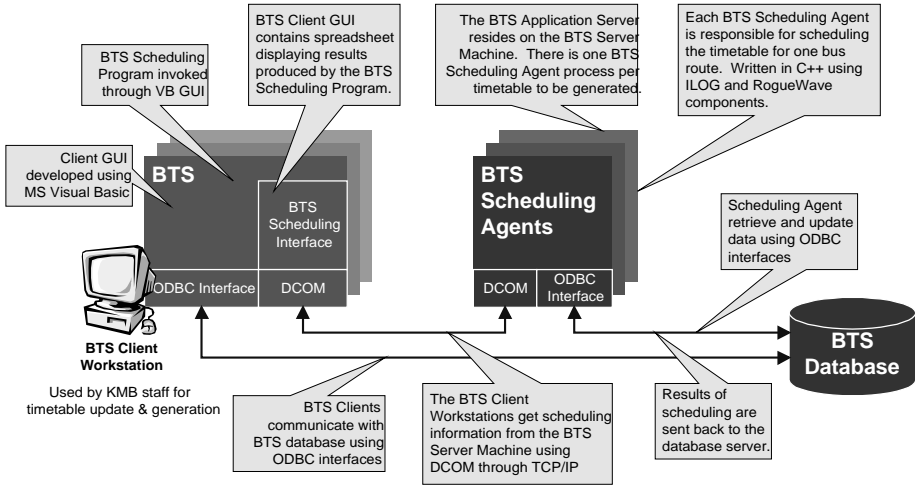 BTS Scheduling
Program invoked
through VB GUI
BTS Client GUI
contains spreadsheet
displaying results
produced by the BTS
Scheduling Program.
The BTS Application Server
resides on the BTS Server
Machine. There is one BTS
Scheduling Agent process per
timetable to be generated.
Each BTS Scheduling Agent
is responsible for scheduling
the timetable for one bus
route. Written in C++ using
ILOG and RogueWave
components.
Client GUI
developed using
MS Visual Basic
BTS
BTS
Scheduling
Interface
ODBC Interface
DCOM
BTS
Scheduling
Agents
DCOM
ODBC
Interface
Scheduling Agent
retrieve and update
data using ODBC
interfaces
BTS Client
Workstation
Used by KMB staff for
timetable update & generation
BTS
Database
BTS Clients
communicate with
BTS database using
ODBC interfaces
The BTS Client
Workstations get scheduling
information from the BTS
Server Machine using
DCOM through TCP/IP
Results of
scheduling are
sent back to the
database server.